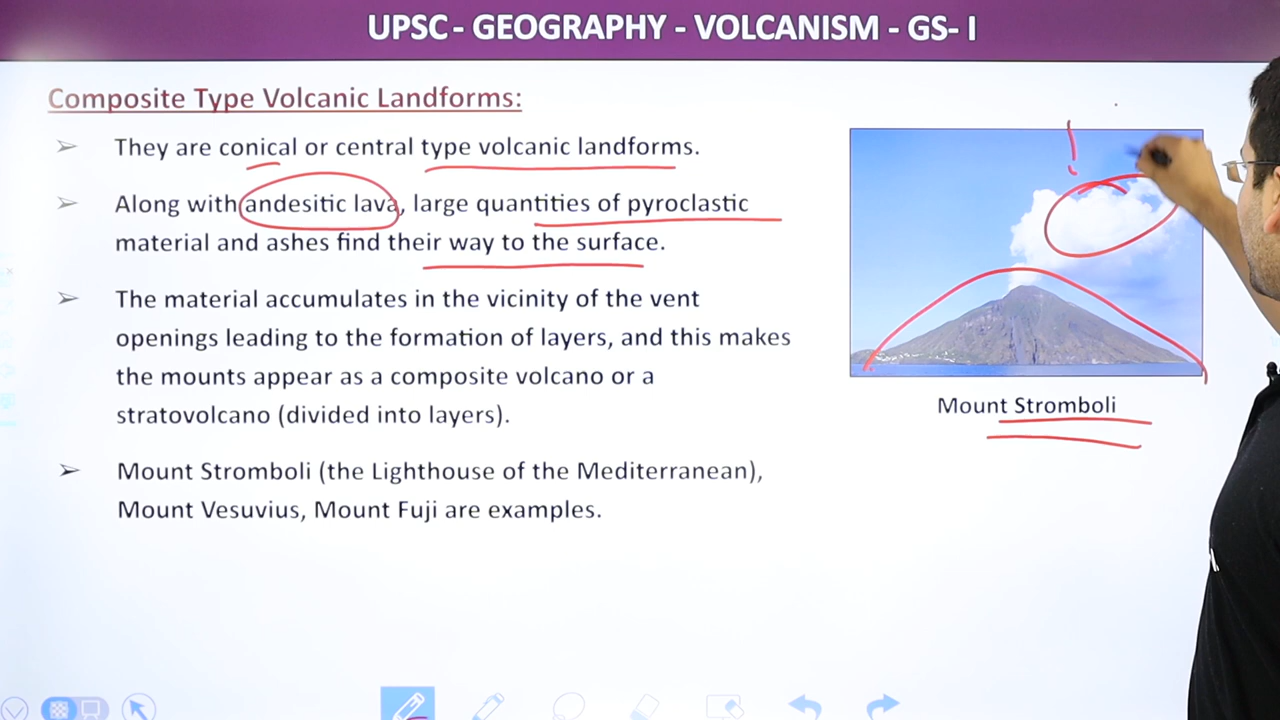 UPSC - GEOGRAPHY - VOLCANISM - GS- I
Composite Type Volcanic Landforms:
➢ They are conical or central type volcanic landforms.
➢ Along with andesitic lava, large quantities of pyroclastic
material and ashes find their way to the surface.
➢ The material accumulates in the vicinity of the vent
openings leading to the formation of layers, and this makes
the mounts appear as a composite volcano or a
stratovolcano (divided into layers).
➢ Mount Stromboli (the Lighthouse of the Mediterranean),
Mount Vesuvius, Mount Fuji are examples.
!
Mount Stromboli